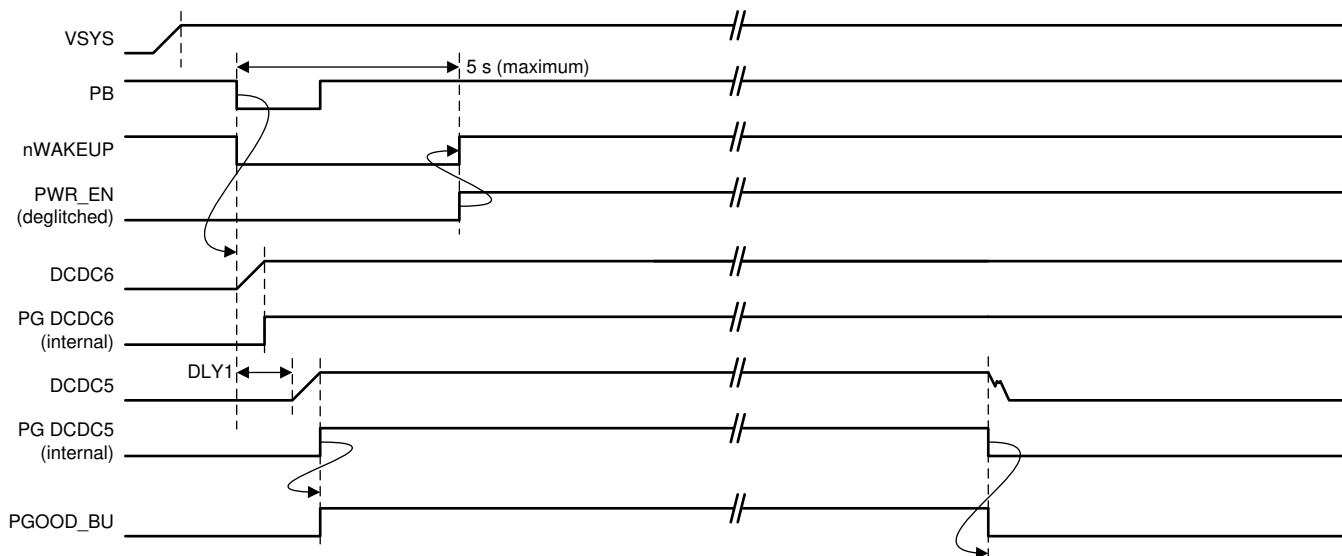 VSYS
5 s (maximum)
PB
nWAKEUP
PWR_EN
(deglitched)
DCDC6
PG DCDC6
(internal)
DLY1
DCDC5
PG DCDC5
(internal)
PGOOD_BU